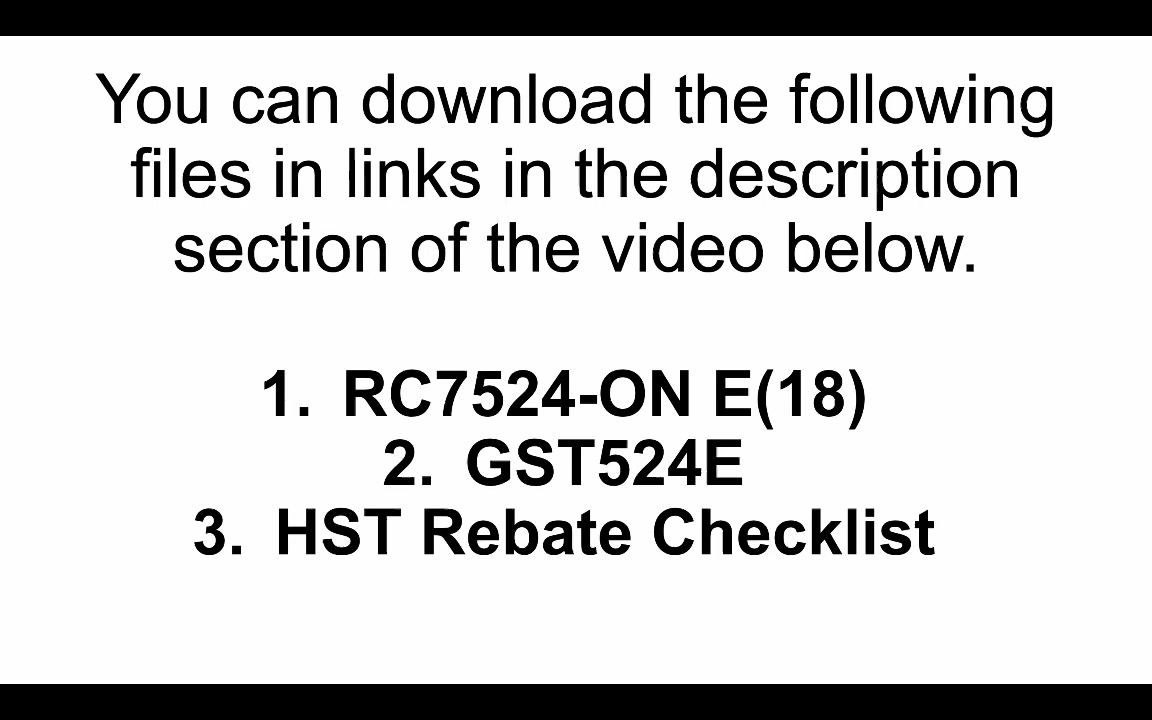 You can download the following
files in links in the description
section of the video below.
1. RC7524-ON E(18)
2. GST524E
3. HST Rebate Checklist